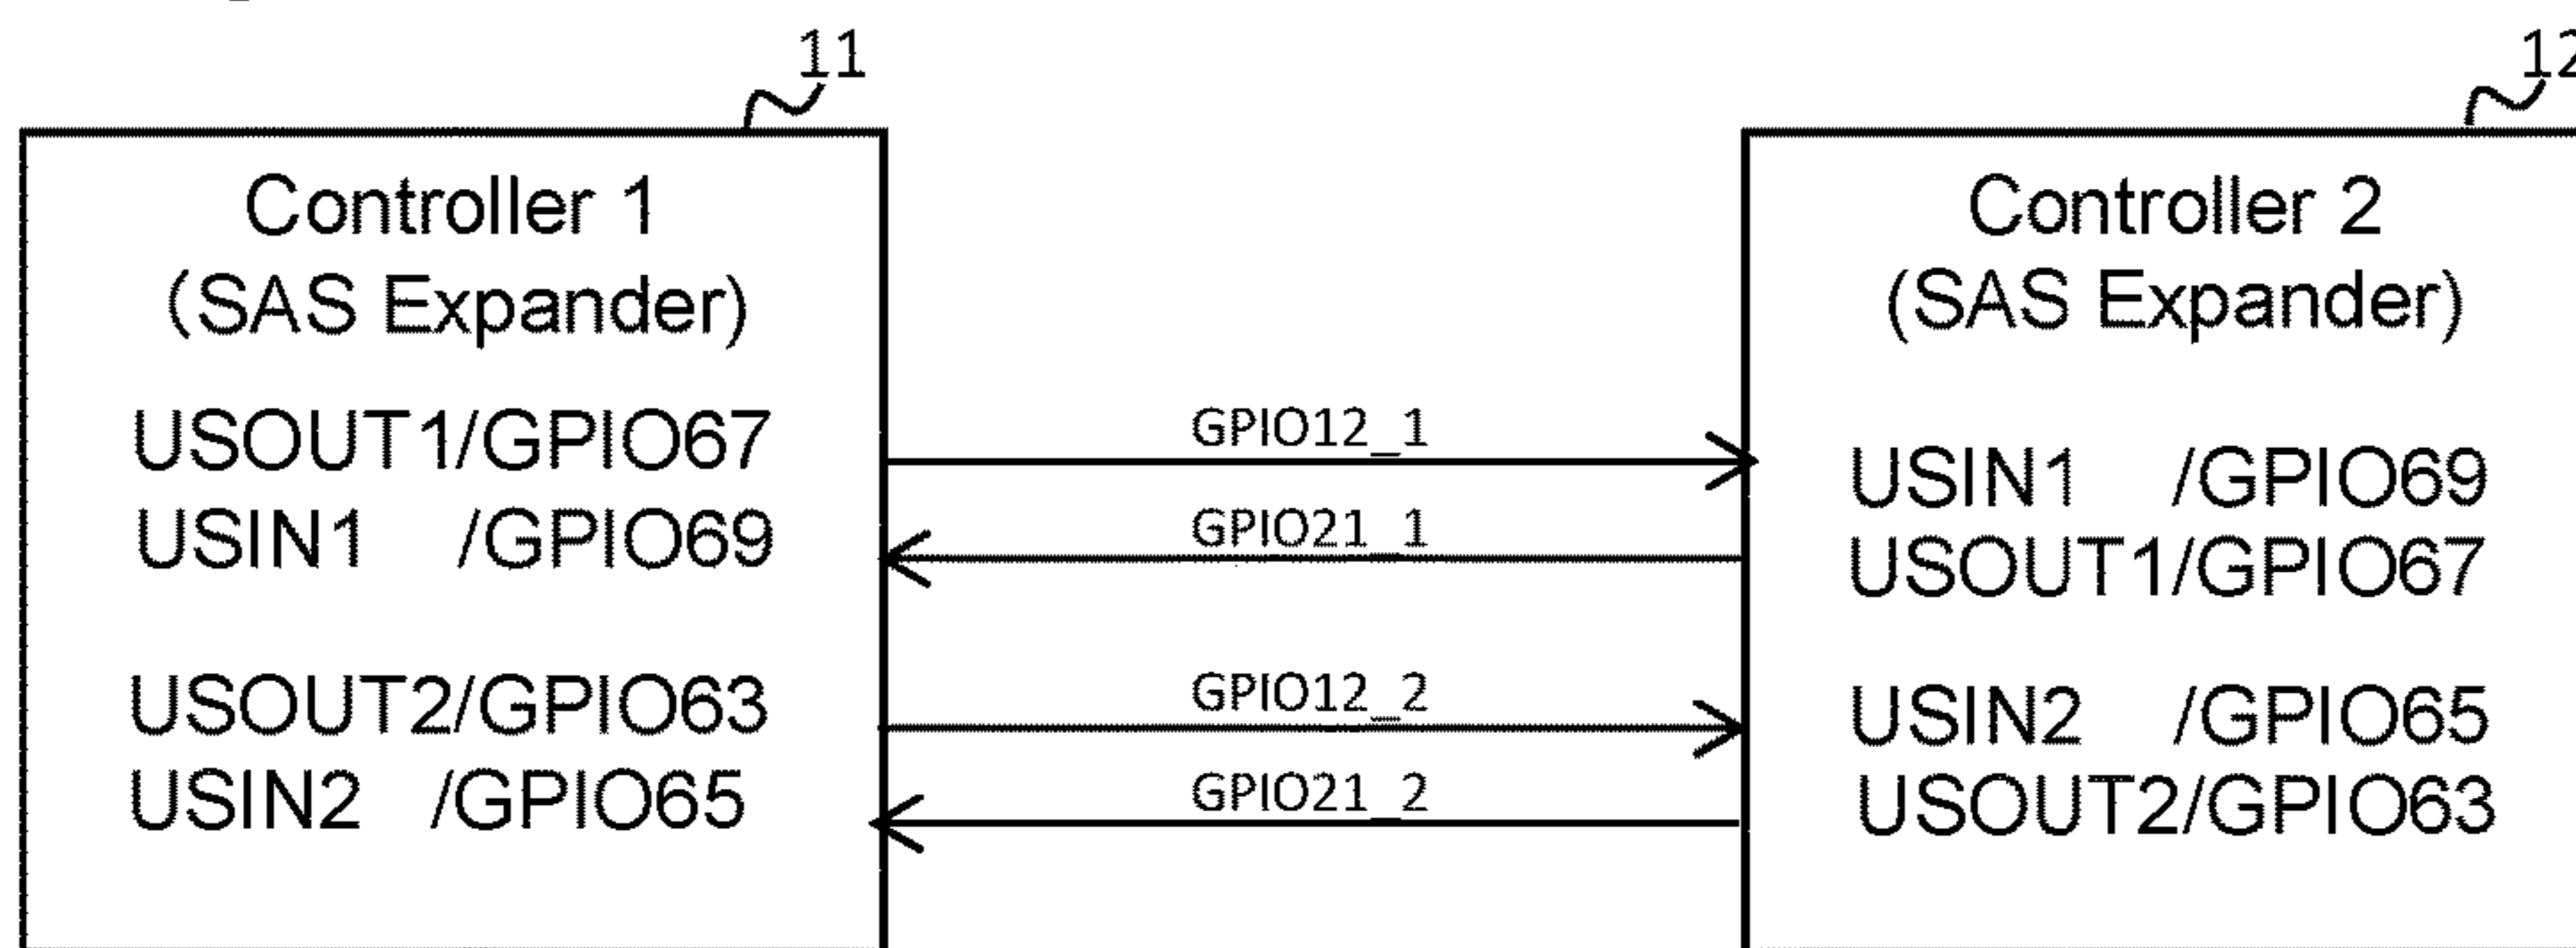 11
12
Controller 1
(SAS Expander)
USOUT1/GPIO67
USIN1 /GPIO69
USOUT2/GPIO63
USIN2 /GPIO65
GPIO12_1
GPIO21_1
GPIO12_2
GPIO21_2
Controller 2
(SAS Expander)
USIN1 /GPIO69
USOUT1/GPIO67
USIN2 /GPIO65
USOUT2/GPIO63